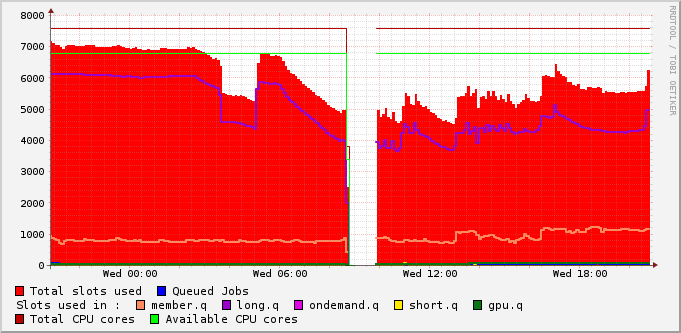 RRDTOOL / TOBI OETIKER
8000
7000
6000
5000
4000
3000
2000
1000
0
Wed 00:00 Wed 06:00 Wed 12:00 Wed 18:00
Total slots used Queued Jobs
Slots used in : member.q long.q ondemand.q short.q gpu.q
Total CPU cores Available CPU cores